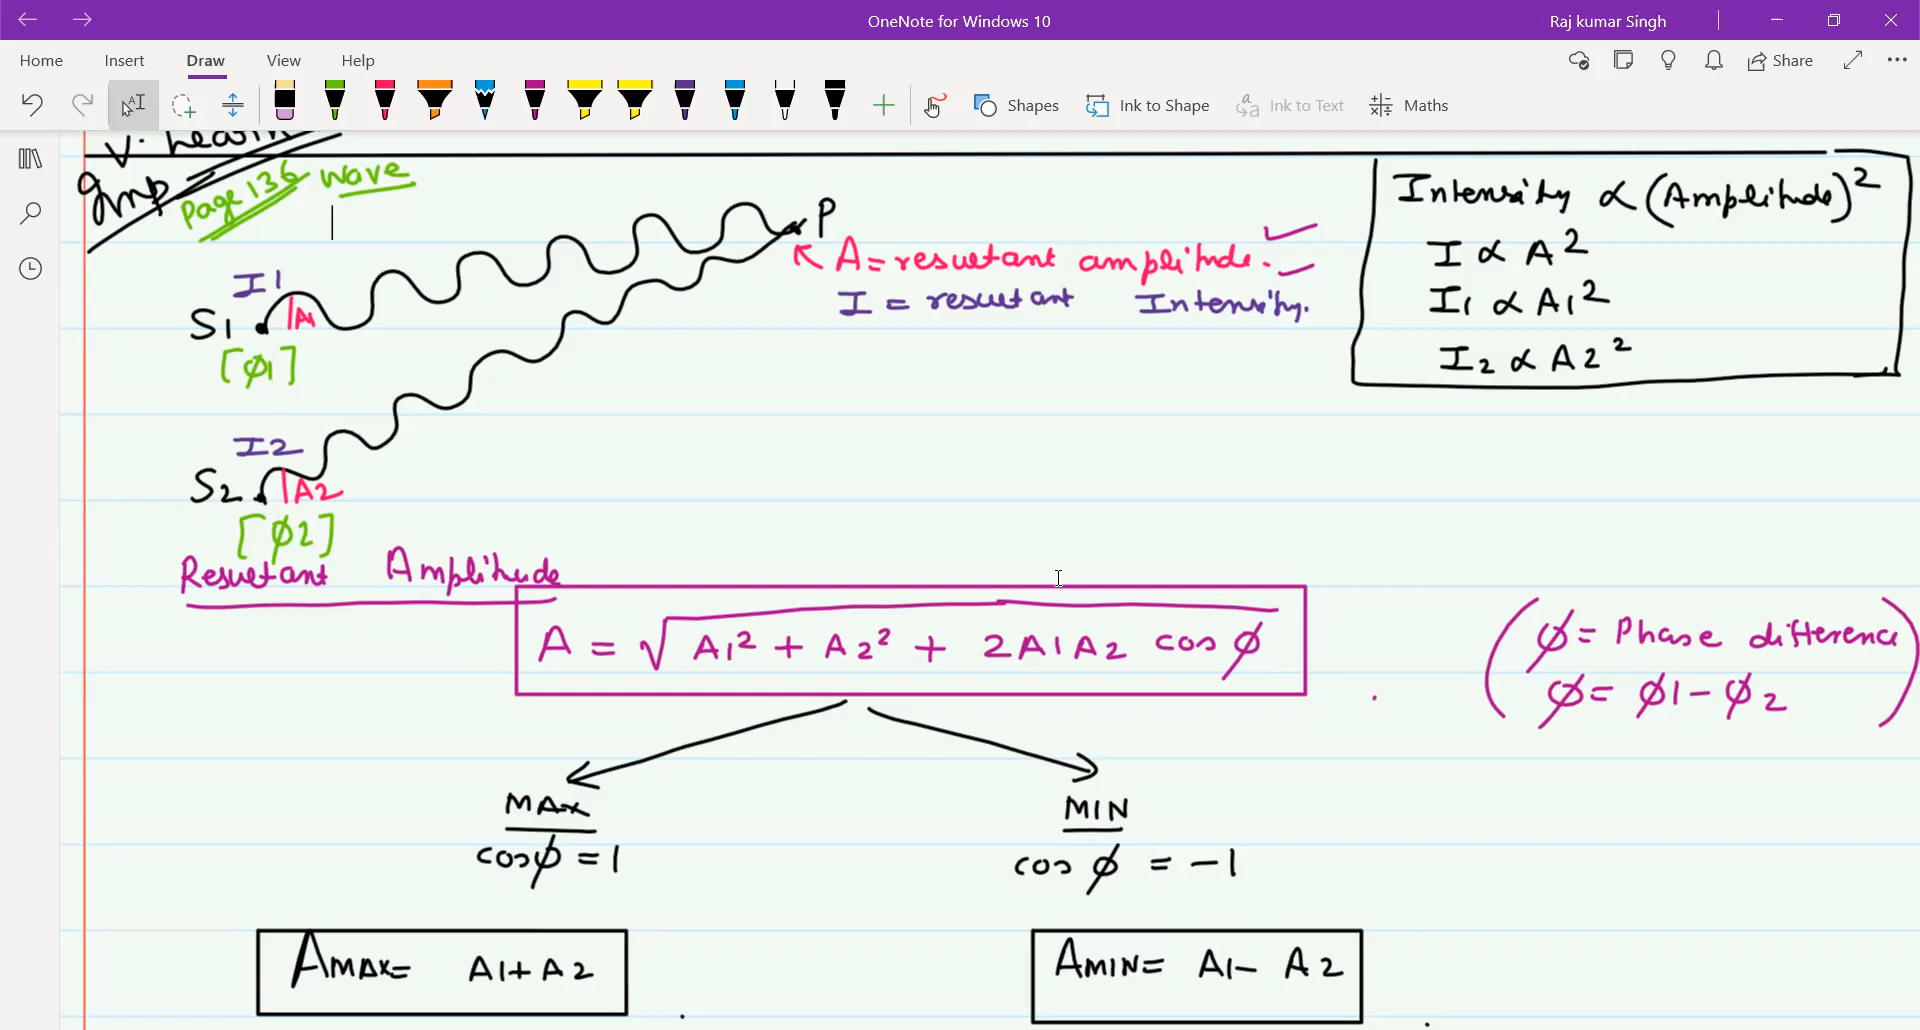 OneNote for Windows 10
Raj kumar Singh
Home Insert Draw View Help
Share
Shapes Ink to Shape Ink to Text Maths
V.
Imp
Page 136 wave
P
Intensity ∝ (Amplitude)²
A = resultant amplitude.
I ∝ A²
I1
I = resultant Intensity.
I₁ ∝ A1²
S1 A1
[φ1]
I₂ ∝ A2²
I2
S2 A2
[φ2]
Resultant Amplitude
A = √A1² + A2² + 2A1A2 cos φ
(φ = Phase difference
φ = φ1 - φ2)
MAX
MIN
cos φ = 1
cos φ = -1
AMAX = A1 + A2
AMIN = A1 - A2